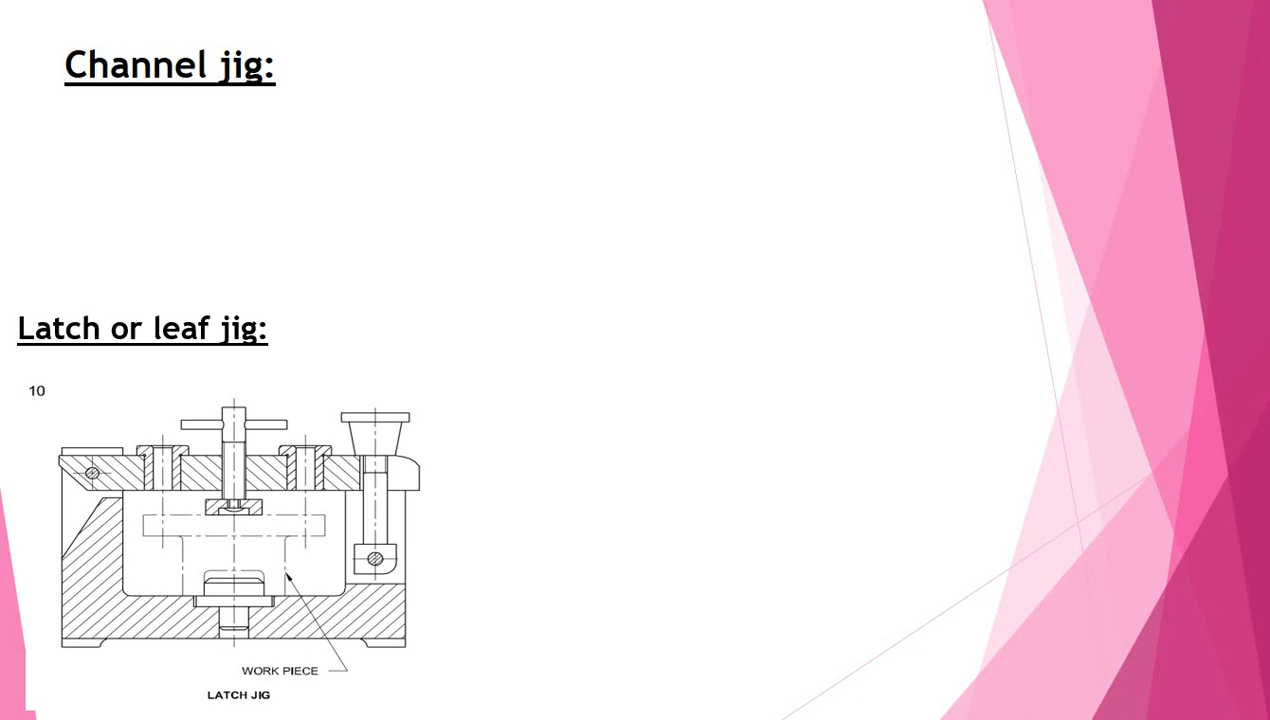 Channel jig:
Latch or leaf jig:
10
WORK PIECE
LATCH JIG